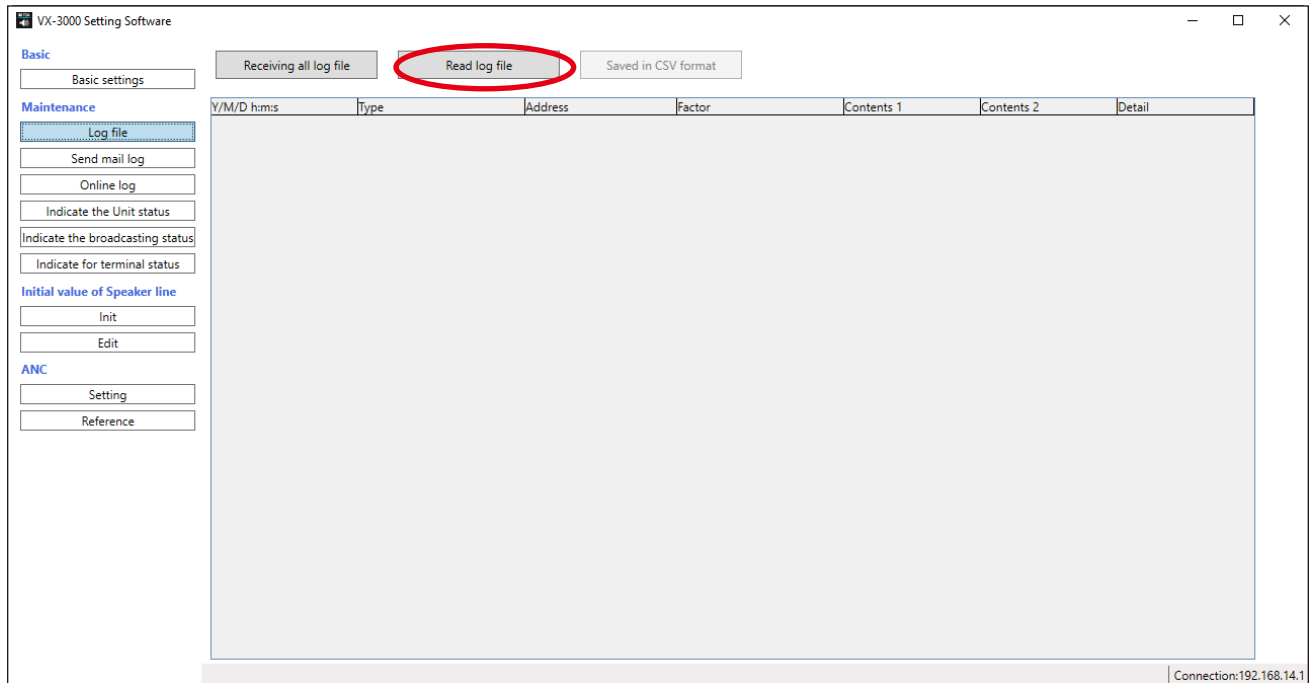 VX-3000 Setting Software
Basic
Basic settings
Maintenance
Log file
Send mail log
Online log
Indicate the Unit status
Indicate the broadcasting status
Indicate for terminal status
Initial value of Speaker line
Init
Edit
ANC
Setting
Reference
Receiving all log file Read log file Saved in CSV format
Y/M/D h:m:s Type Address Factor Contents 1 Contents 2 Detail
Connection:192.168.14.1